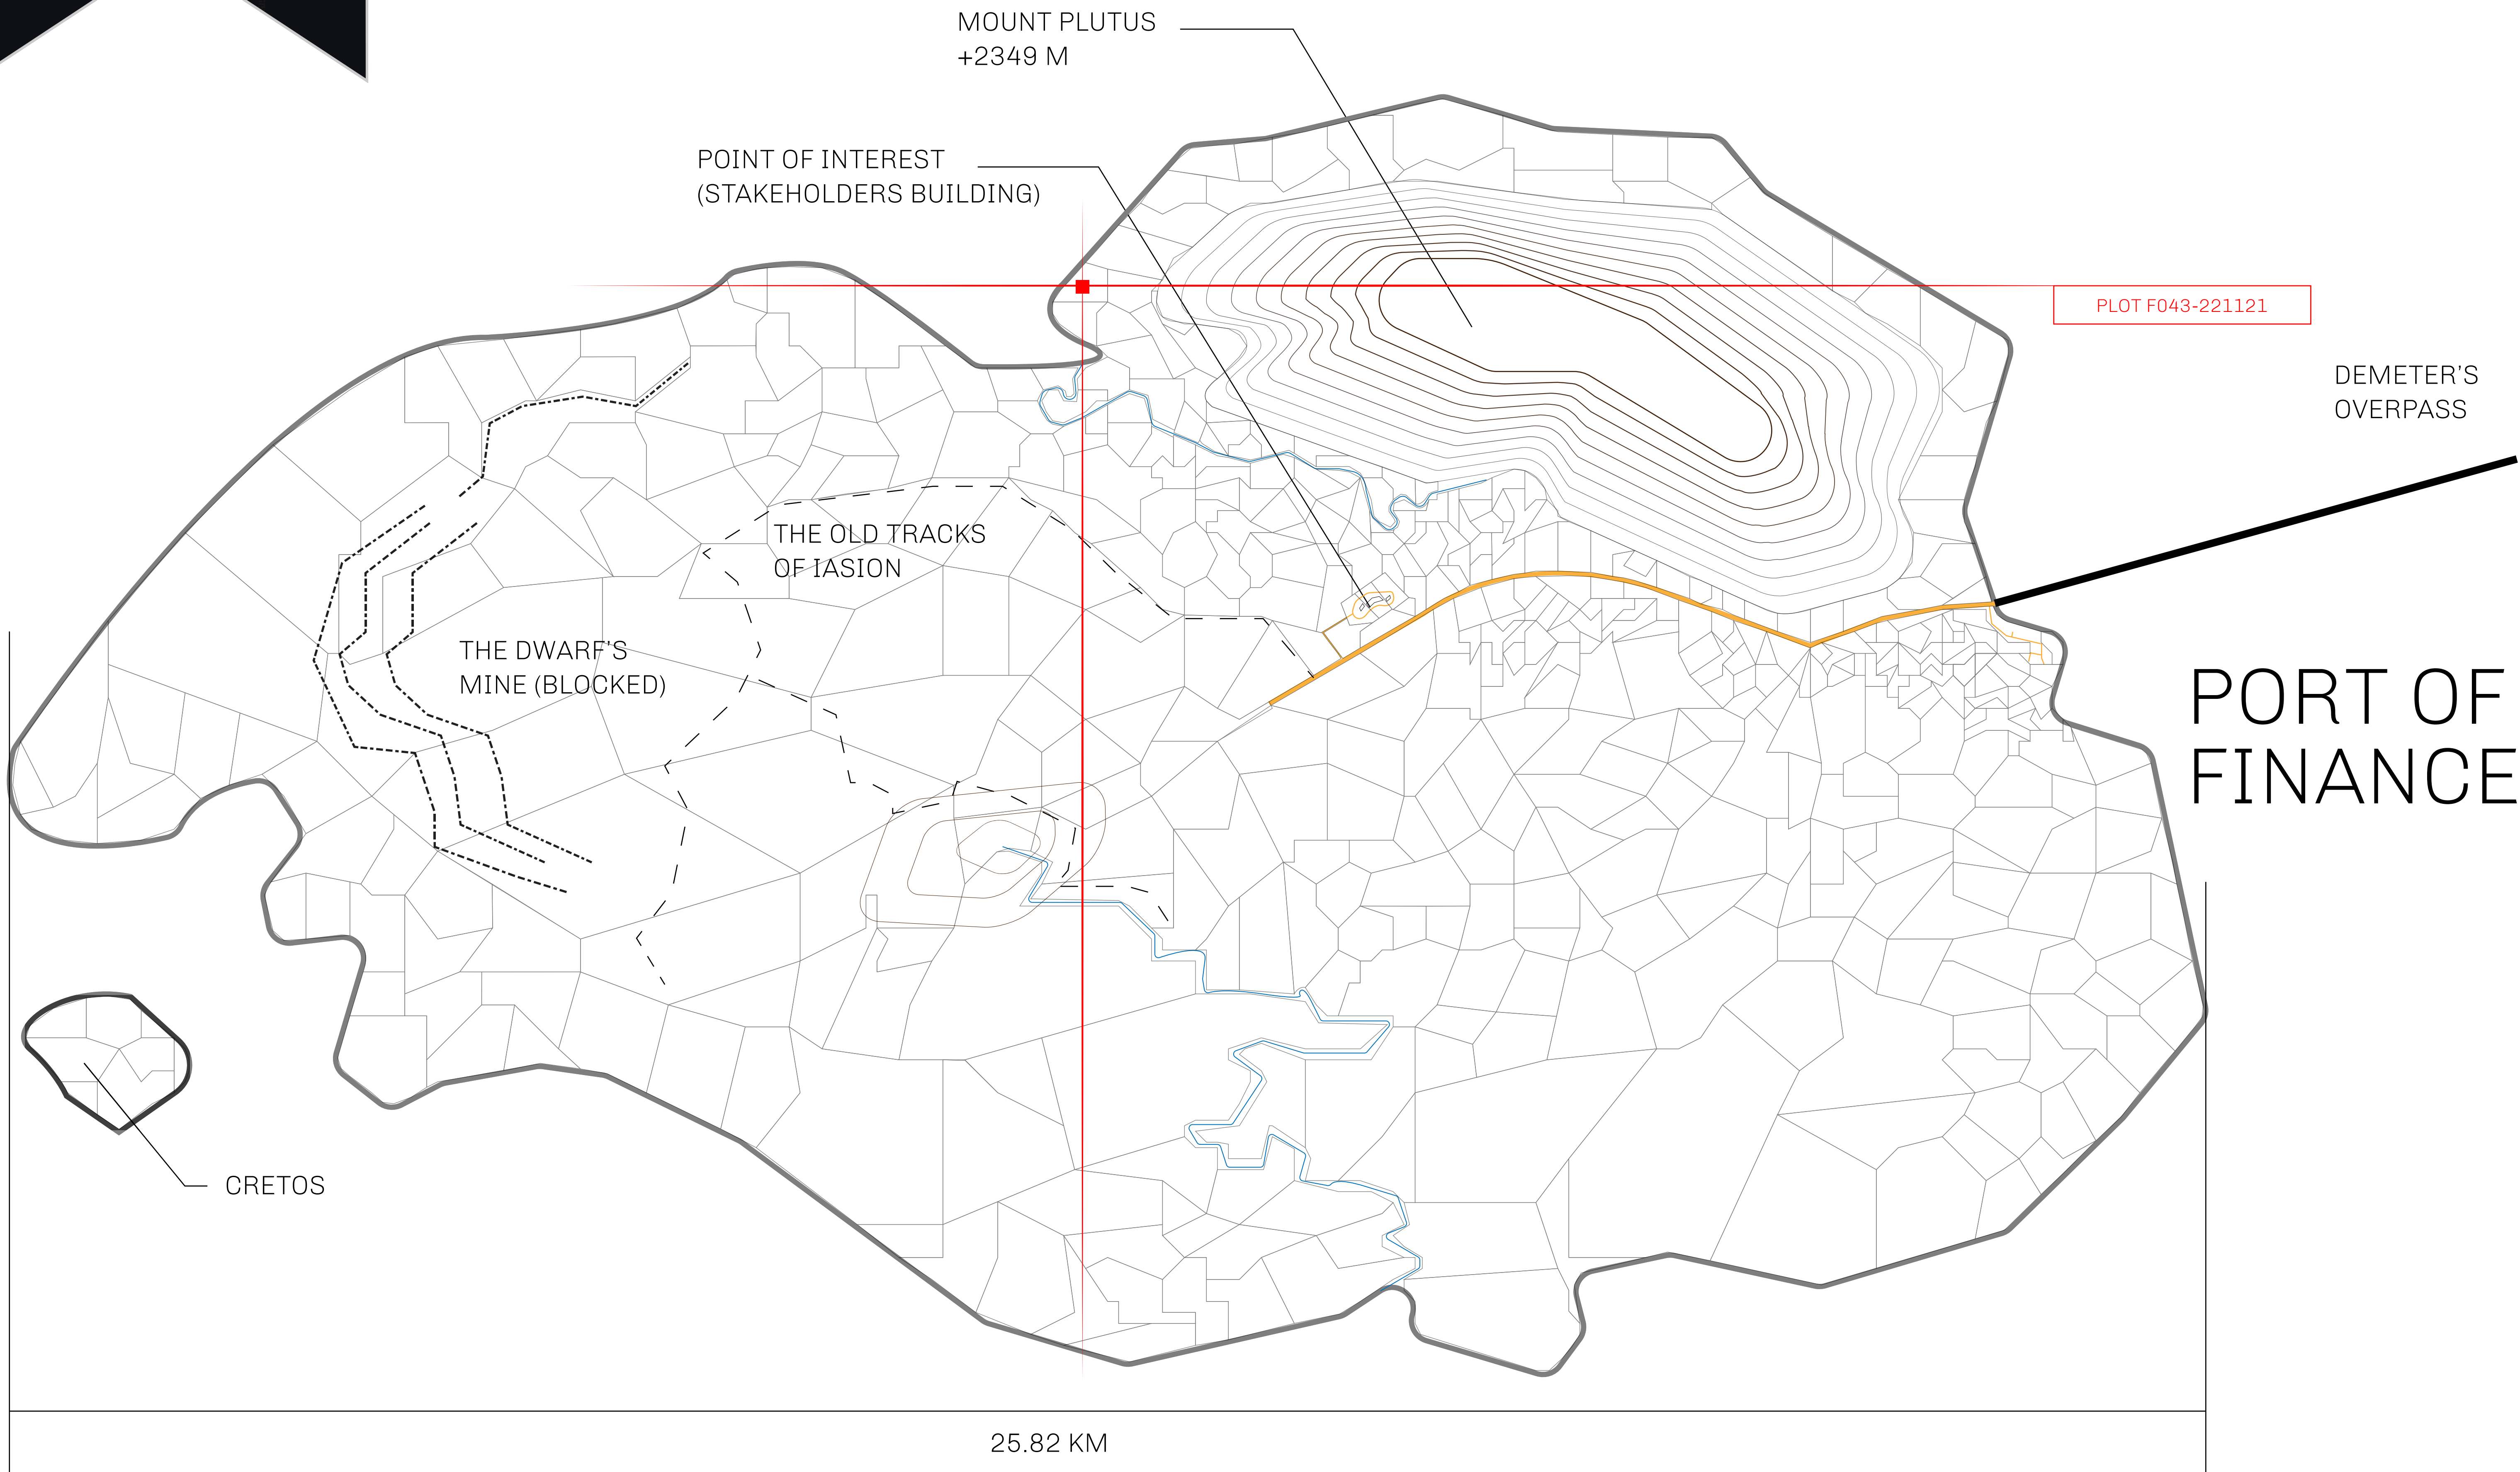 MOUNT PLUTUS
+2349 M
POINT OF INTEREST
(STAKEHOLDERS BUILDING)
PLOT F043-221121
DEMETER'S
OVERPASS
THE OLD TRACKS
OF IASION
THE DWARF'S
MINE (BLOCKED)
PORT OF
FINANCE
CRETOS
25.82 KM